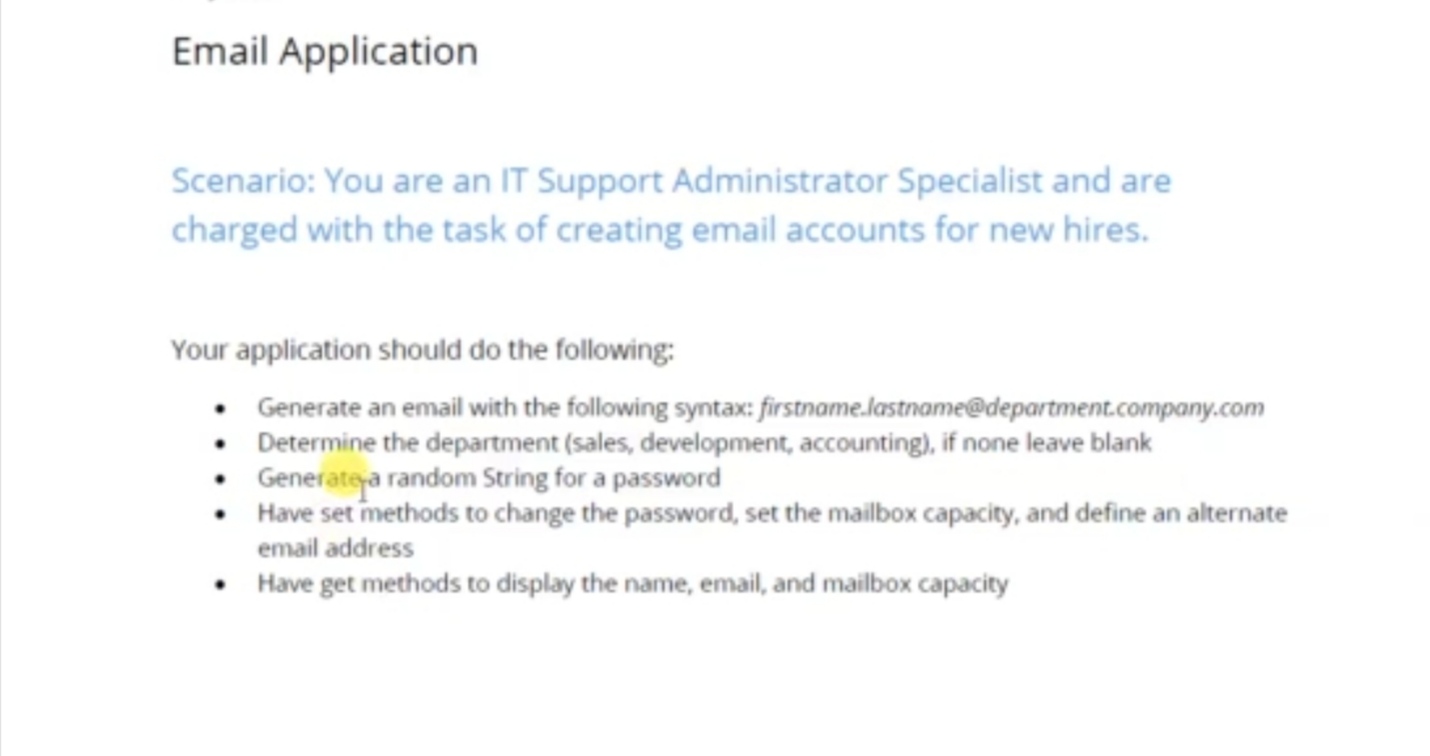 Email Application
Scenario: You are an IT Support Administrator Specialist and are
charged with the task of creating email accounts for new hires.
Your application should do the following:
• Generate an email with the following syntax: firstname.lastname@department.company.com
• Determine the department (sales, development, accounting), if none leave blank
• Generate a random String for a password
• Have set methods to change the password, set the mailbox capacity, and define an alternate
email address
• Have get methods to display the name, email, and mailbox capacity